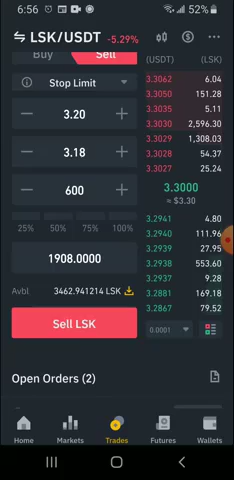 6:56
52%
LSK/USDT -5.29%
Buy
Sell
(USDT) (LSK)
Stop Limit
3.3062 6.04
3.3050 151.28
3.3035 5.11
3.3030 2,596.30
3.3029 1,308.03
3.3028 54.37
3.3027 25.24
3.20
3.18
600
3.3000
≈ $3.30
25% 50% 75% 100%
3.2941 4.80
3.2940 111.96
3.2939 27.95
3.2938 553.60
3.2937 9.28
3.2881 169.18
3.2867 79.52
1908.0000
Avbl 3462.941214 LSK
Sell LSK
0.0001
Open Orders (2)
Home Markets Trades Futures Wallets